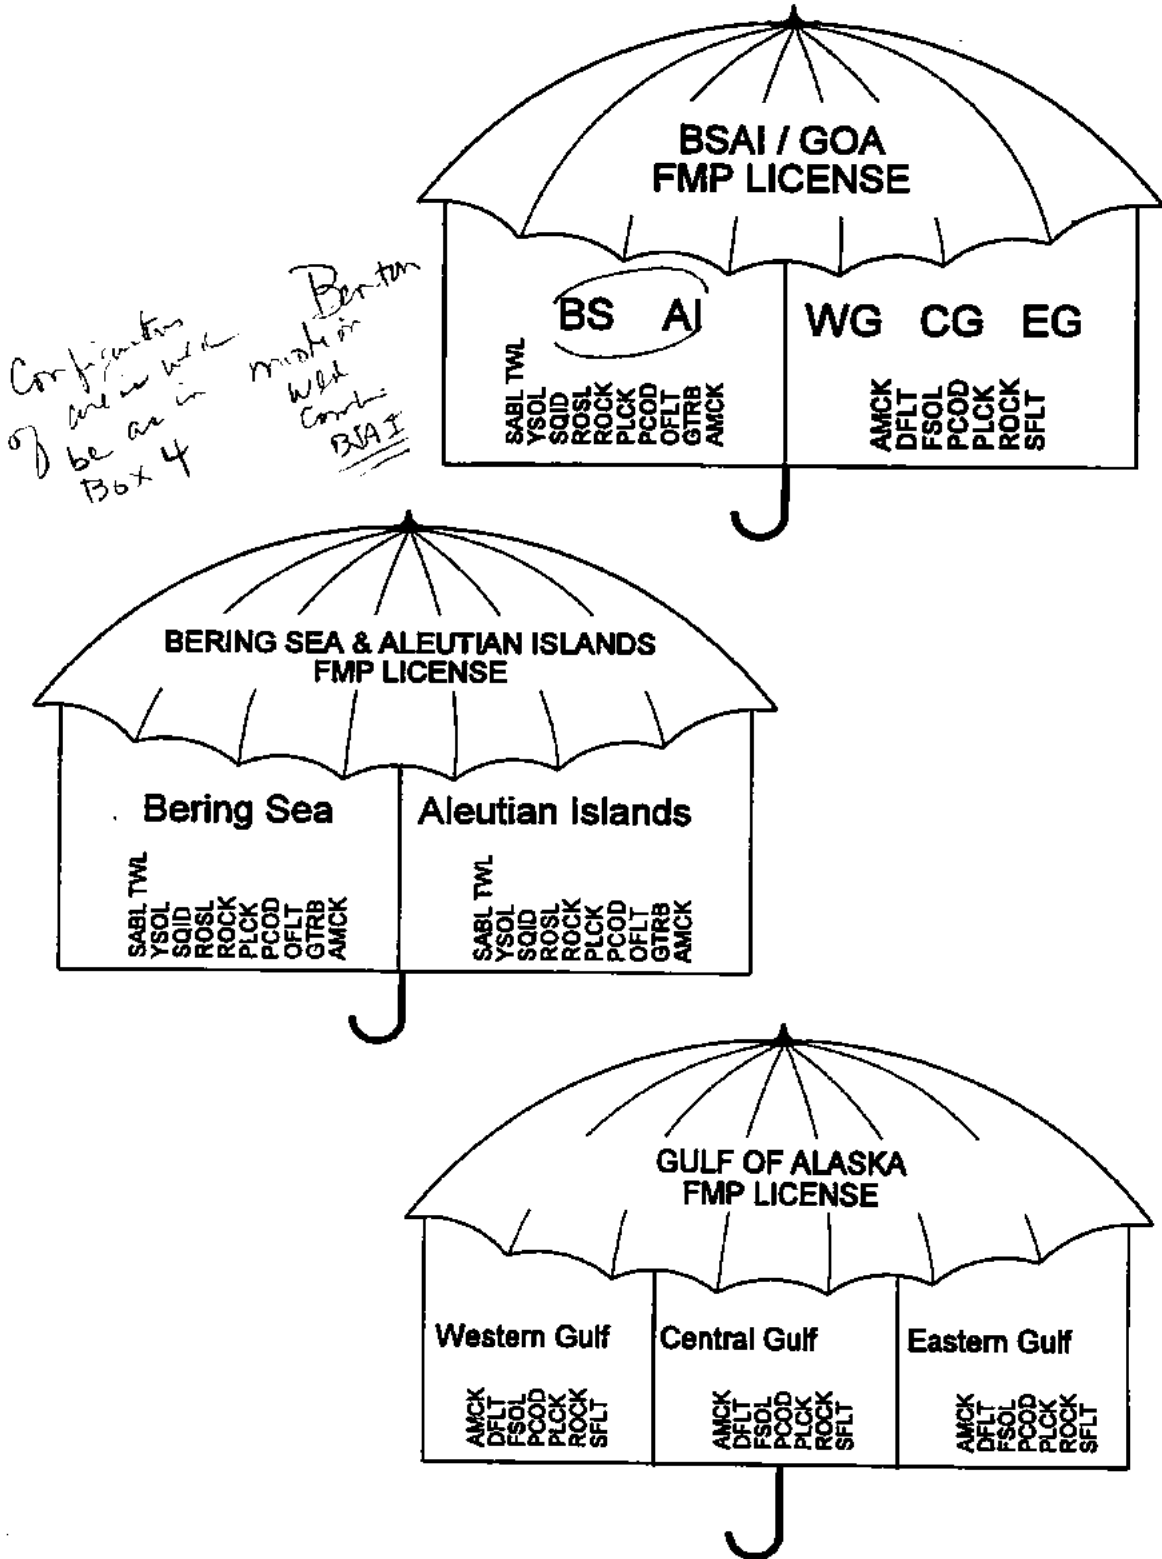 BSAI / GOA
FMP LICENSE
BS AI
WG CG EG
SABL TWL
YSOL
SQID
ROSL
ROCK
PLCK
PCOD
OFLT
GTRB
AMCK
AMCK
DFLT
FSOL
PCOD
PLCK
ROCK
SFLT
Configuration
of
be as in
Box 4
Benton
motion
Combine
BSAI
BERING SEA & ALEUTIAN ISLANDS
FMP LICENSE
Bering Sea
SABL TWL
YSOL
SQID
ROSL
ROCK
PLCK
PCOD
OFLT
GTRB
AMCK
Aleutian Islands
SABL TWL
YSOL
SQID
ROSL
ROCK
PLCK
PCOD
OFLT
GTRB
AMCK
GULF OF ALASKA
FMP LICENSE
Western Gulf
AMCK
DFLT
FSOL
PCOD
PLCK
ROCK
SFLT
Central Gulf
AMCK
DFLT
FSOL
PCOD
PLCK
ROCK
SFLT
Eastern Gulf
AMCK
DFLT
FSOL
PCOD
PLCK
ROCK
SFLT